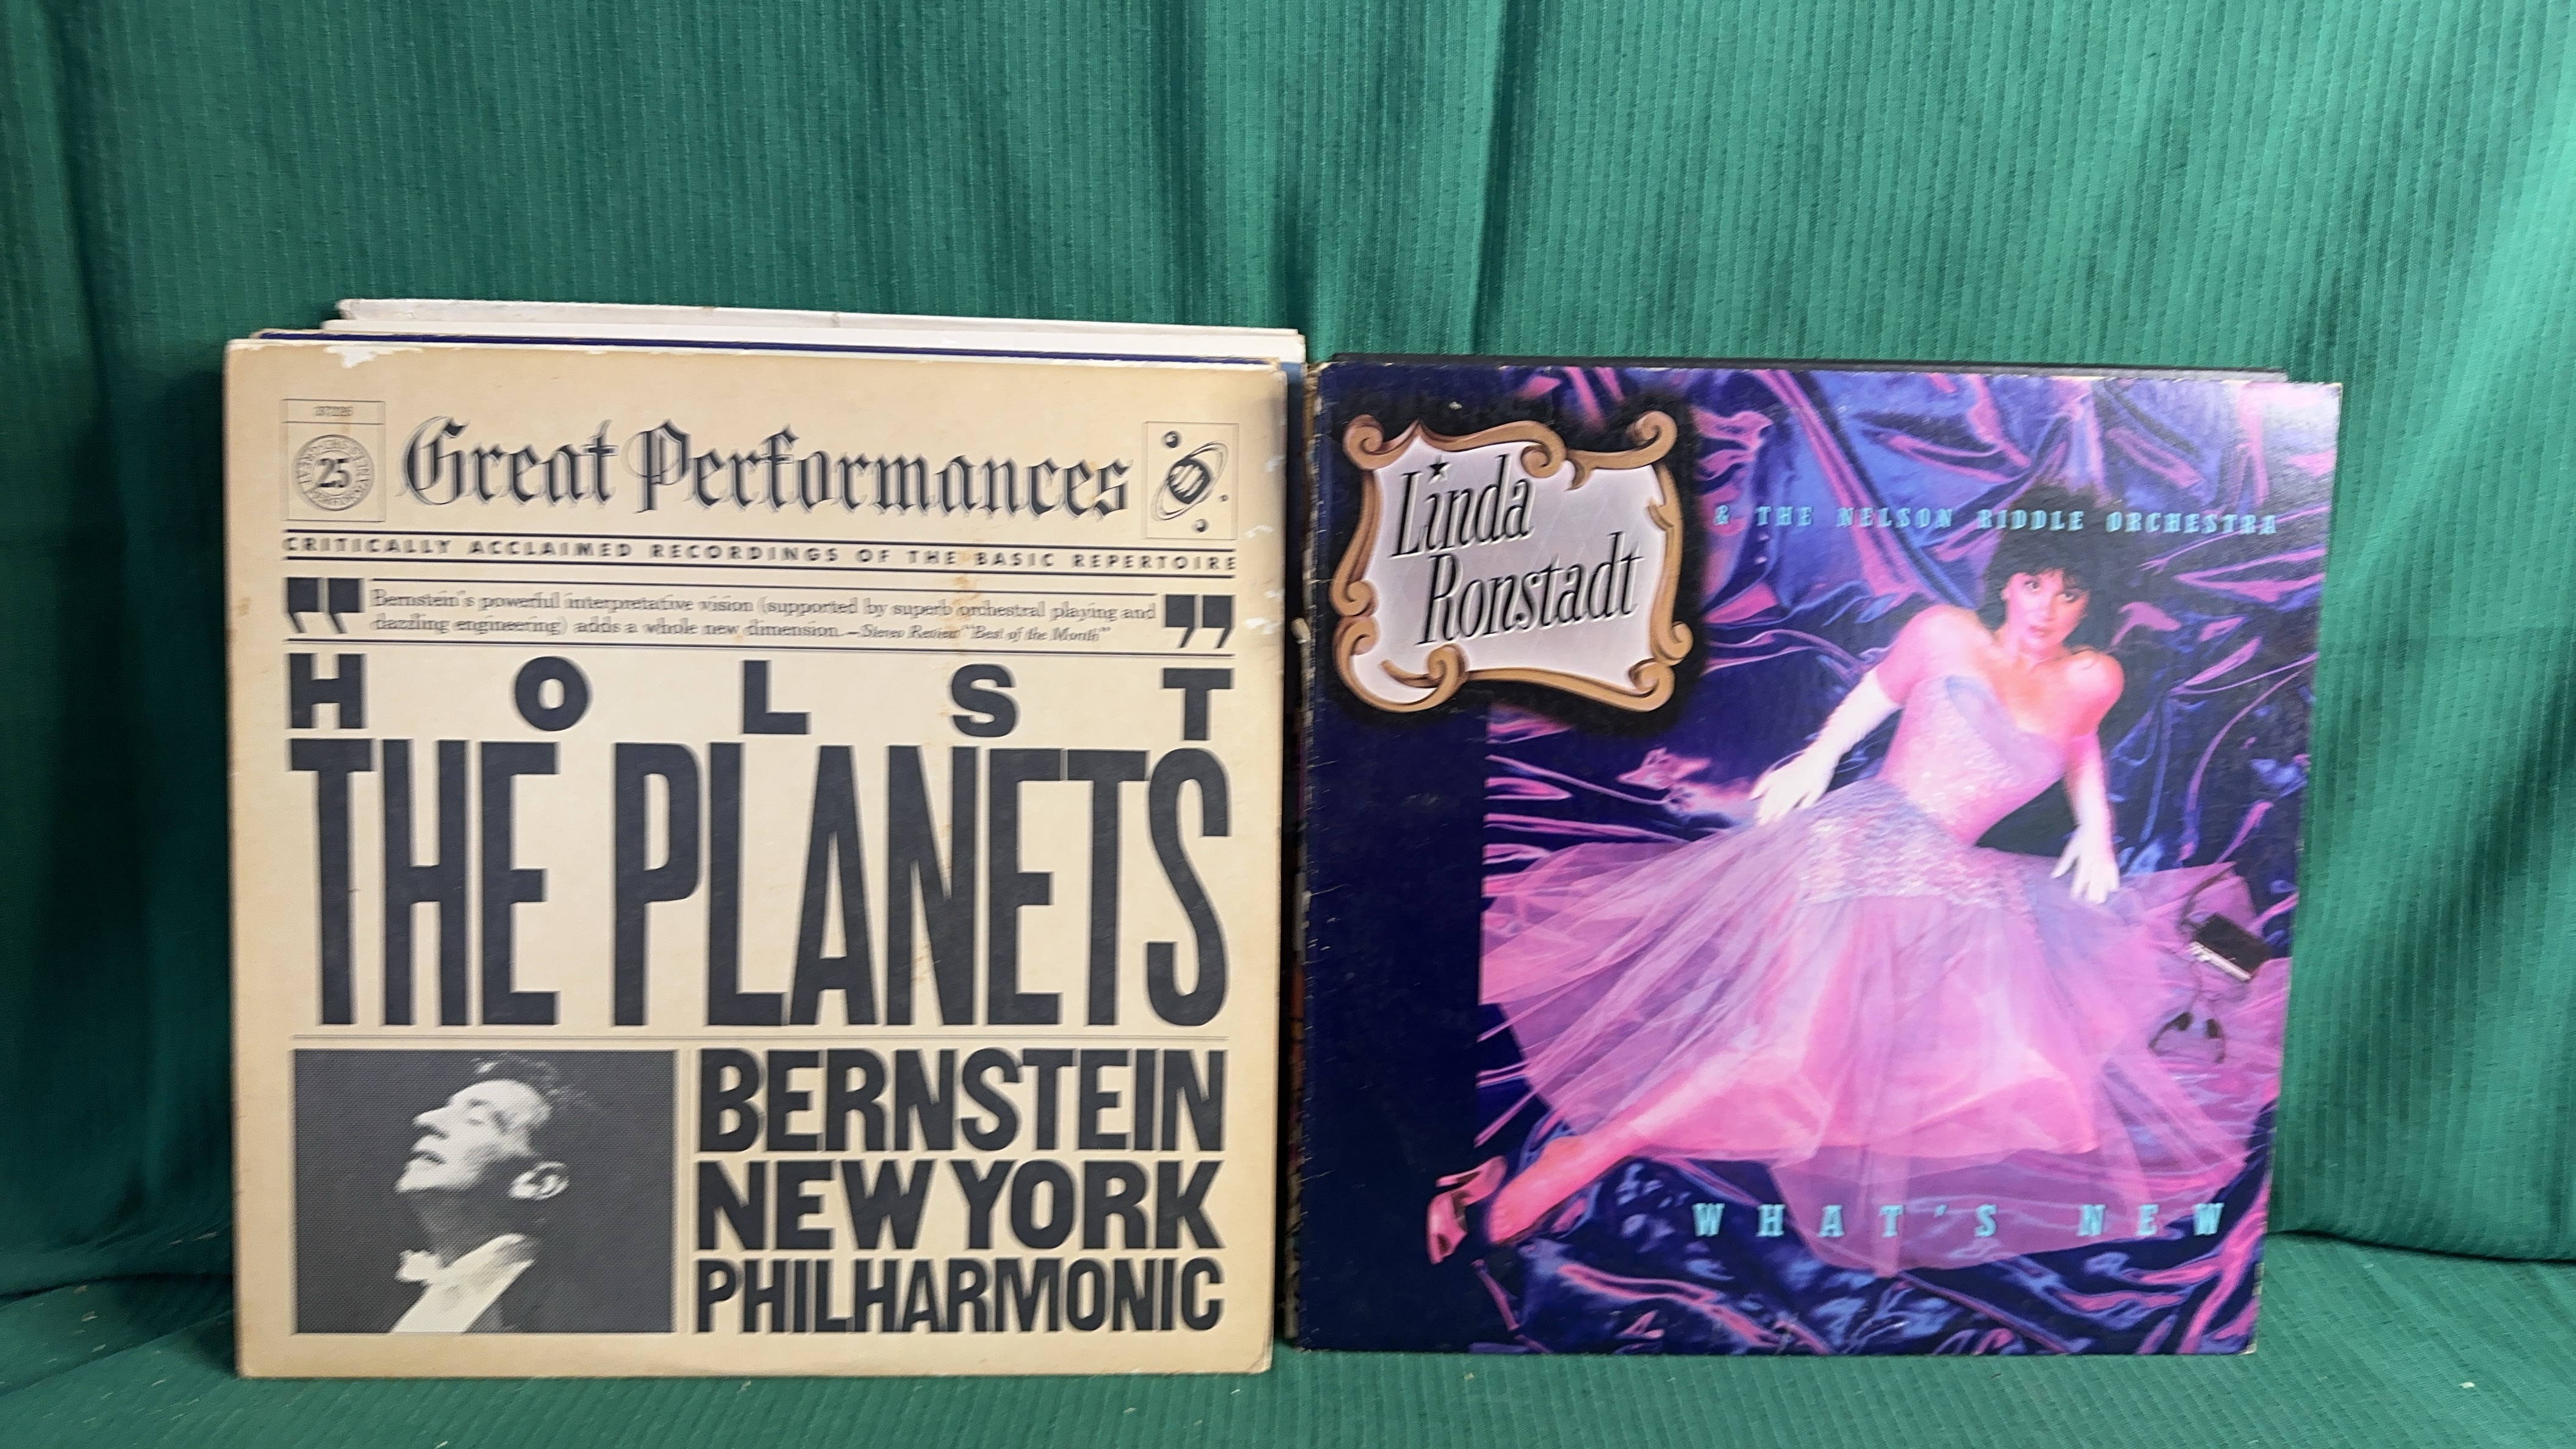 25
Great Performances
CRITICALLY ACCLAIMED RECORDINGS OF THE BASIC REPERTOIRE
" Bernstein's powerful interpretative vision (supported by superb orchestral playing and
dazzling engineering) adds a whole new dimension.—Stereo Review "Best of the Month" "
HOLST
THE PLANETS
BERNSTEIN
NEW YORK
PHILHARMONIC
Linda
Ronstadt
& THE NELSON RIDDLE ORCHESTRA
WHAT'S NEW